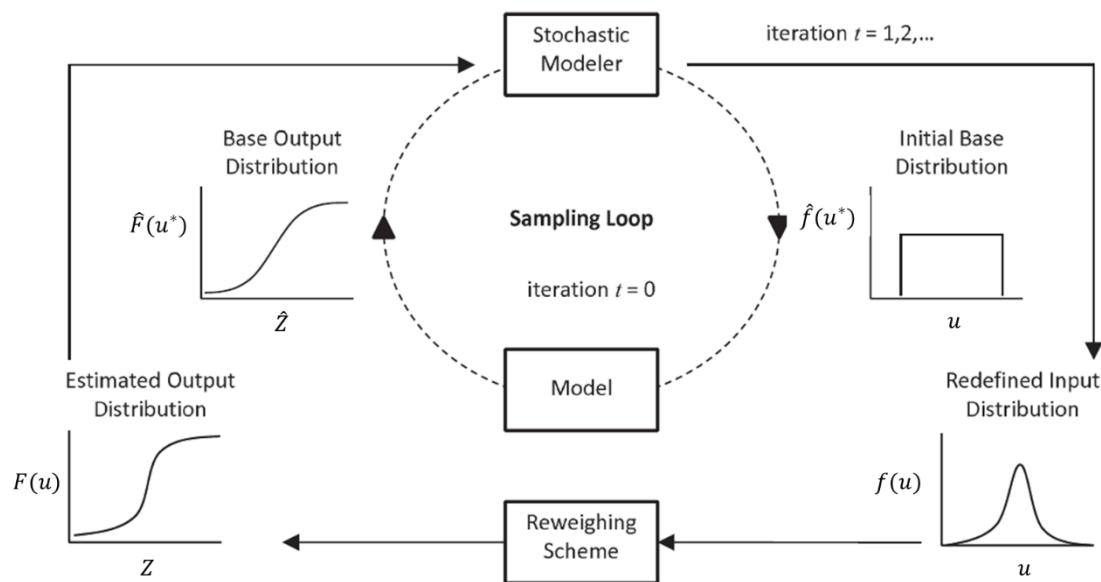 Stochastic
Modeler
iteration t = 1,2,...
Base Output
Distribution
Initial Base
Distribution
F̂(u*)
Sampling Loop
f̂(u*)
iteration t = 0
Ẑ
u
Model
Estimated Output
Distribution
Redefined Input
Distribution
F(u)
f(u)
Reweighing
Scheme
Z
u